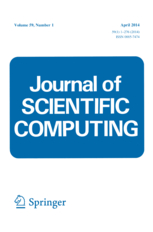 Volume 59, Number 1 April 2014
Journal of
SCIENTIFIC
COMPUTING
Springer